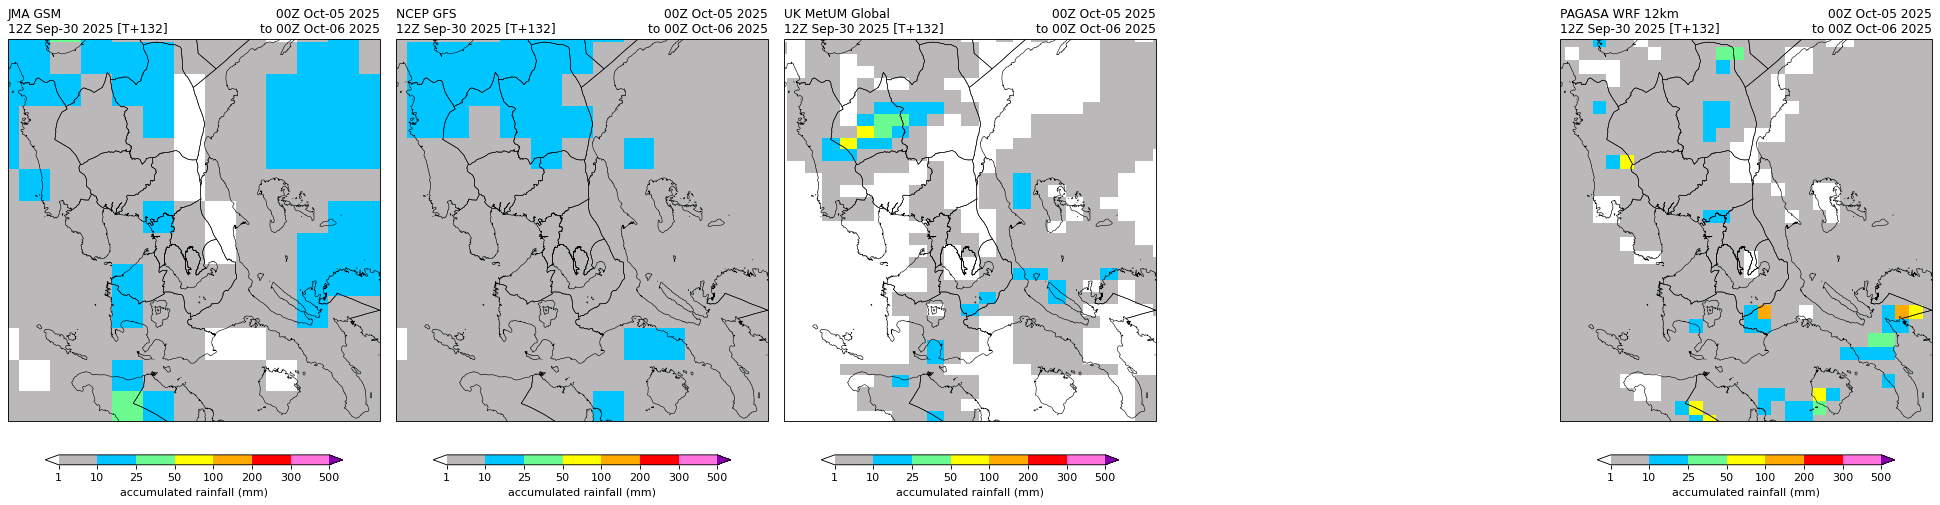 JMA GSM 00Z Oct-05 2025
12Z Sep-30 2025 [T+132] to 00Z Oct-06 2025
1 10 25 50 100 200 300 500
accumulated rainfall (mm)
NCEP GFS 00Z Oct-05 2025
12Z Sep-30 2025 [T+132] to 00Z Oct-06 2025
1 10 25 50 100 200 300 500
accumulated rainfall (mm)
UK MetUM Global 00Z Oct-05 2025
12Z Sep-30 2025 [T+132] to 00Z Oct-06 2025
1 10 25 50 100 200 300 500
accumulated rainfall (mm)
PAGASA WRF 12km 00Z Oct-05 2025
12Z Sep-30 2025 [T+132] to 00Z Oct-06 2025
1 10 25 50 100 200 300 500
accumulated rainfall (mm)